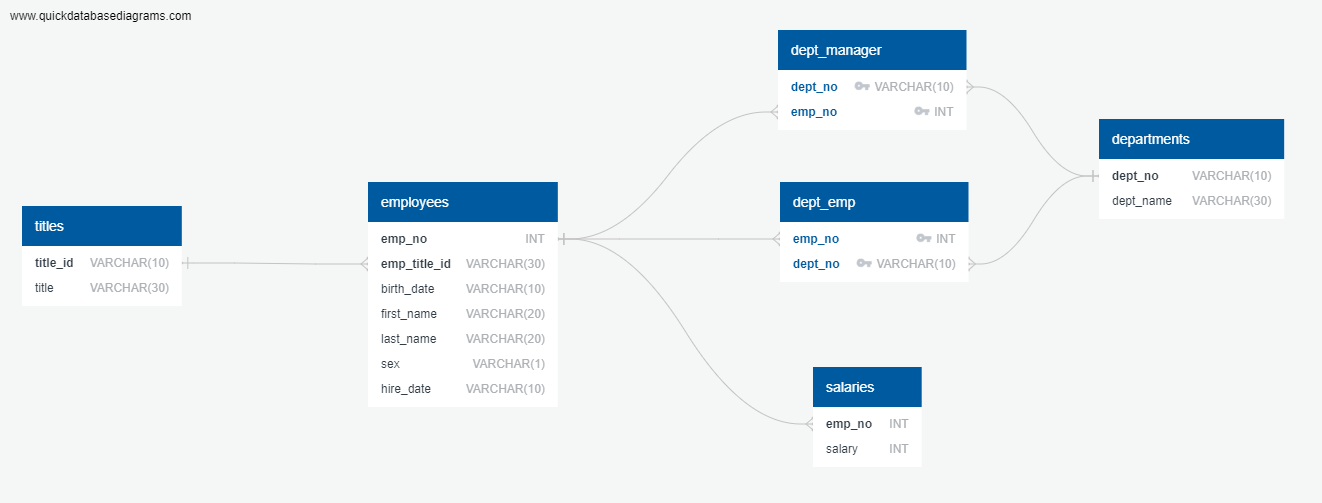 www.quickdatabasediagrams.com
titles
title_id VARCHAR(10)
title VARCHAR(30)
employees
emp_no INT
emp_title_id VARCHAR(30)
birth_date VARCHAR(10)
first_name VARCHAR(20)
last_name VARCHAR(20)
sex VARCHAR(1)
hire_date VARCHAR(10)
dept_manager
dept_no VARCHAR(10)
emp_no INT
dept_emp
emp_no INT
dept_no VARCHAR(10)
salaries
emp_no INT
salary INT
departments
dept_no VARCHAR(10)
dept_name VARCHAR(30)